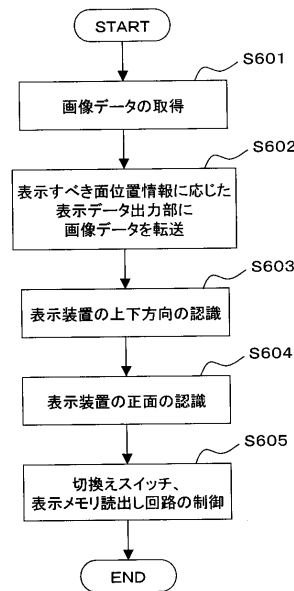 START
S601
画像データの取得
S602
表示すべき面位置情報に応じた
表示データ出力部に
画像データを転送
S603
表示装置の上下方向の認識
S604
表示装置の正面の認識
S605
切換えスイッチ、
表示メモリ読出し回路の制御
END